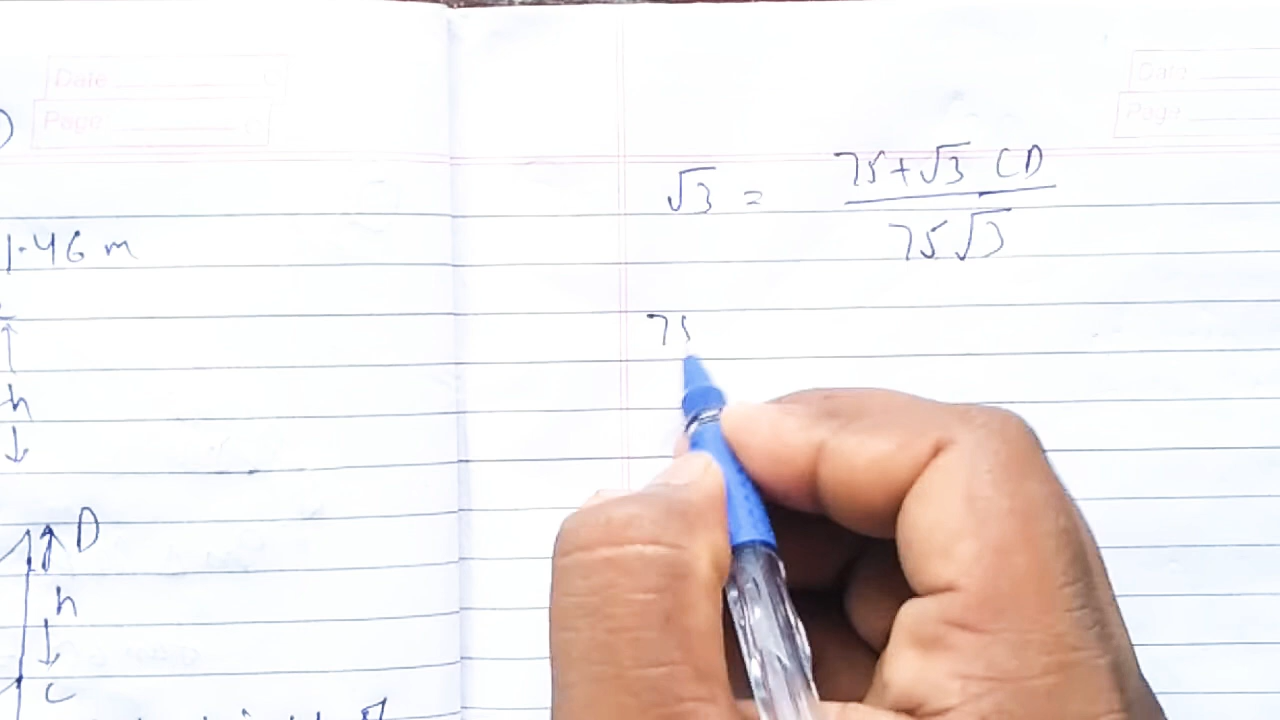 Date
Page
)
1.46 m
h
D
h
C
Date
Page
√3 = 75+√3 CD / 75√3
75